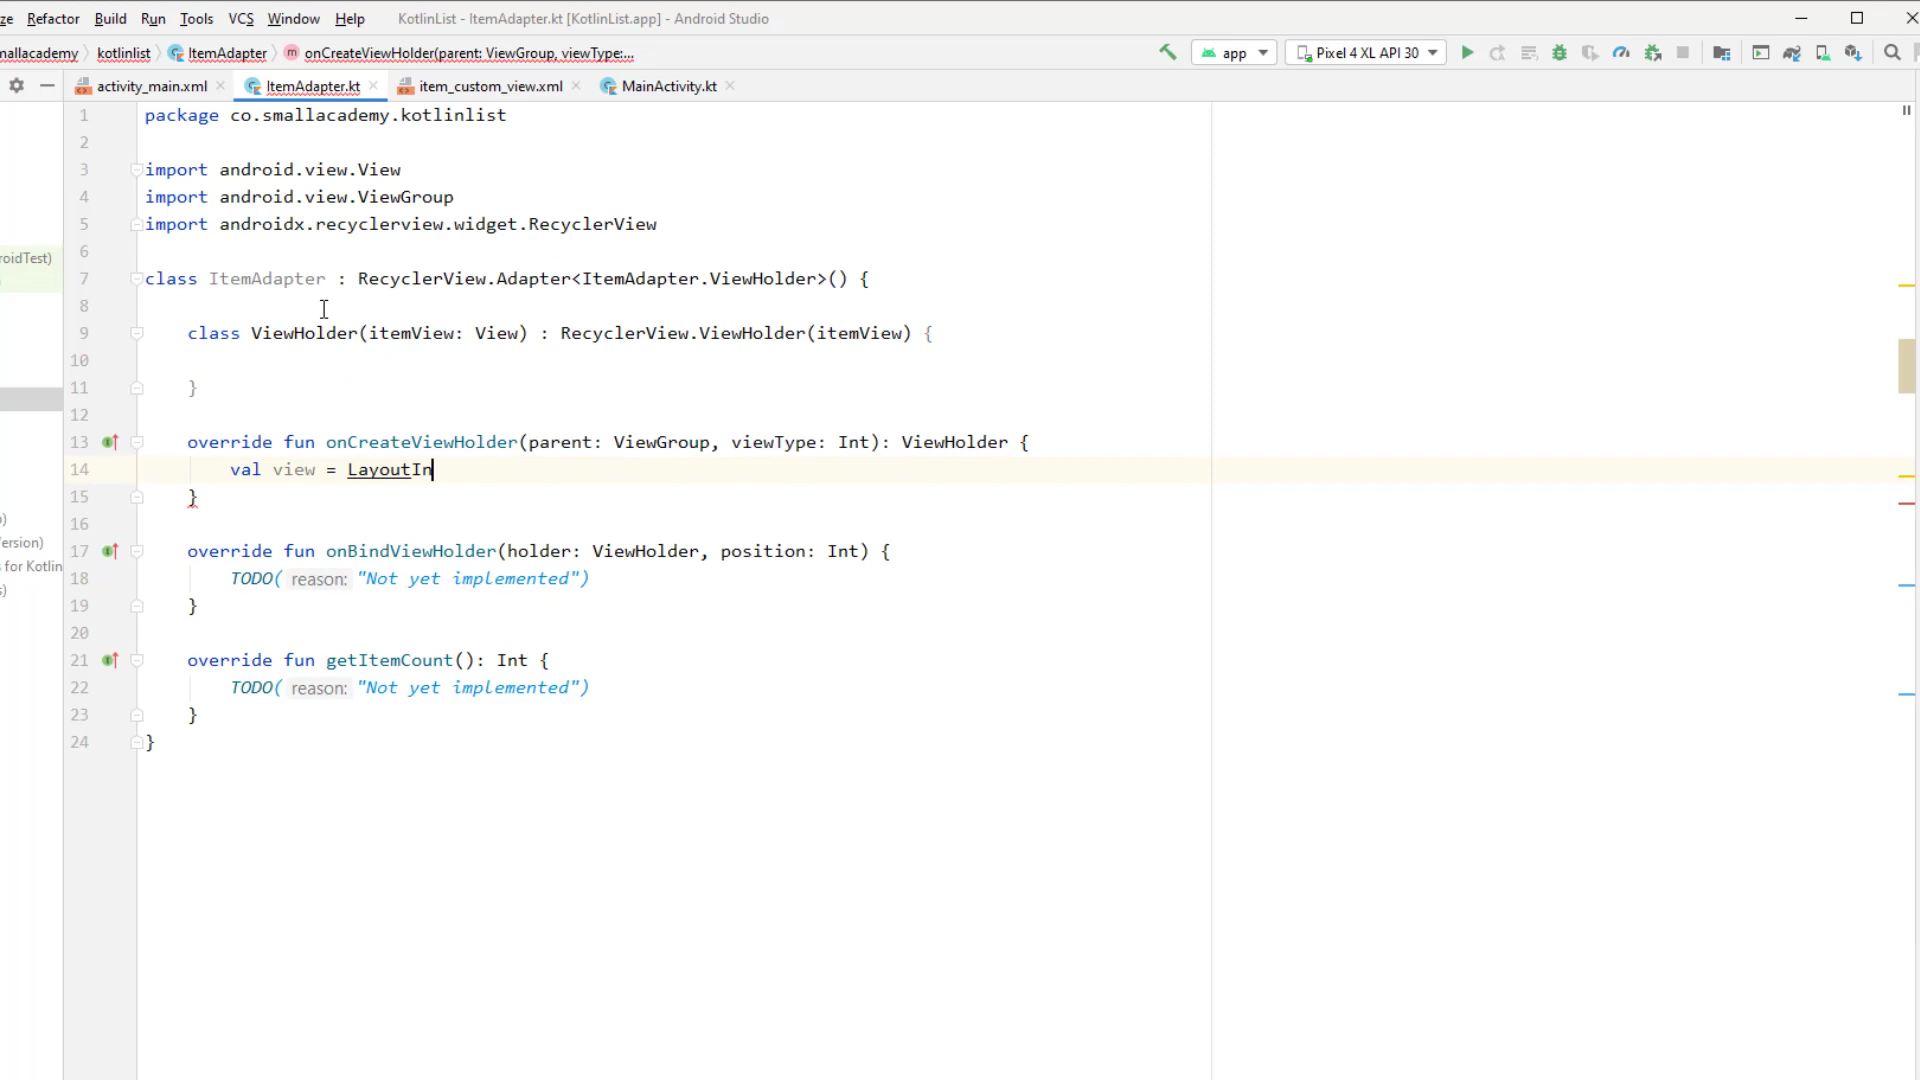 ze Refactor Build Run Tools VCS Window Help KotlinList - ItemAdapter.kt [KotlinList.app] - Android Studio
mallacademy kotlinlist ItemAdapter m onCreateViewHolder(parent: ViewGroup, viewType:... app Pixel 4 XL API 30
activity_main.xml ItemAdapter.kt item_custom_view.xml MainActivity.kt
1 package co.smallacademy.kotlinlist
2
3 import android.view.View
4 import android.view.ViewGroup
5 import androidx.recyclerview.widget.RecyclerView
6
roidTest)
7 class ItemAdapter : RecyclerView.Adapter<ItemAdapter.ViewHolder>() {
8
9 class ViewHolder(itemView: View) : RecyclerView.ViewHolder(itemView) {
10
11 }
12
13 override fun onCreateViewHolder(parent: ViewGroup, viewType: Int): ViewHolder {
14 val view = LayoutIn
15 }
16
ersion)
17 override fun onBindViewHolder(holder: ViewHolder, position: Int) {
s for Kotlin
18 TODO( reason: "Not yet implemented")
19 }
20
21 override fun getItemCount(): Int {
22 TODO( reason: "Not yet implemented")
23 }
24 }